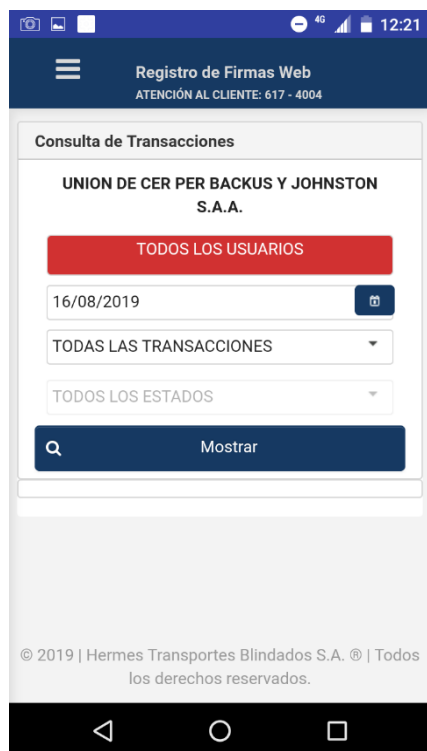 4G 12:21
Registro de Firmas Web
ATENCIÓN AL CLIENTE: 617 - 4004
Consulta de Transacciones
UNION DE CER PER BACKUS Y JOHNSTON
S.A.A.
TODOS LOS USUARIOS
16/08/2019
TODAS LAS TRANSACCIONES
TODOS LOS ESTADOS
Mostrar
© 2019 | Hermes Transportes Blindados S.A. ® | Todos
los derechos reservados.